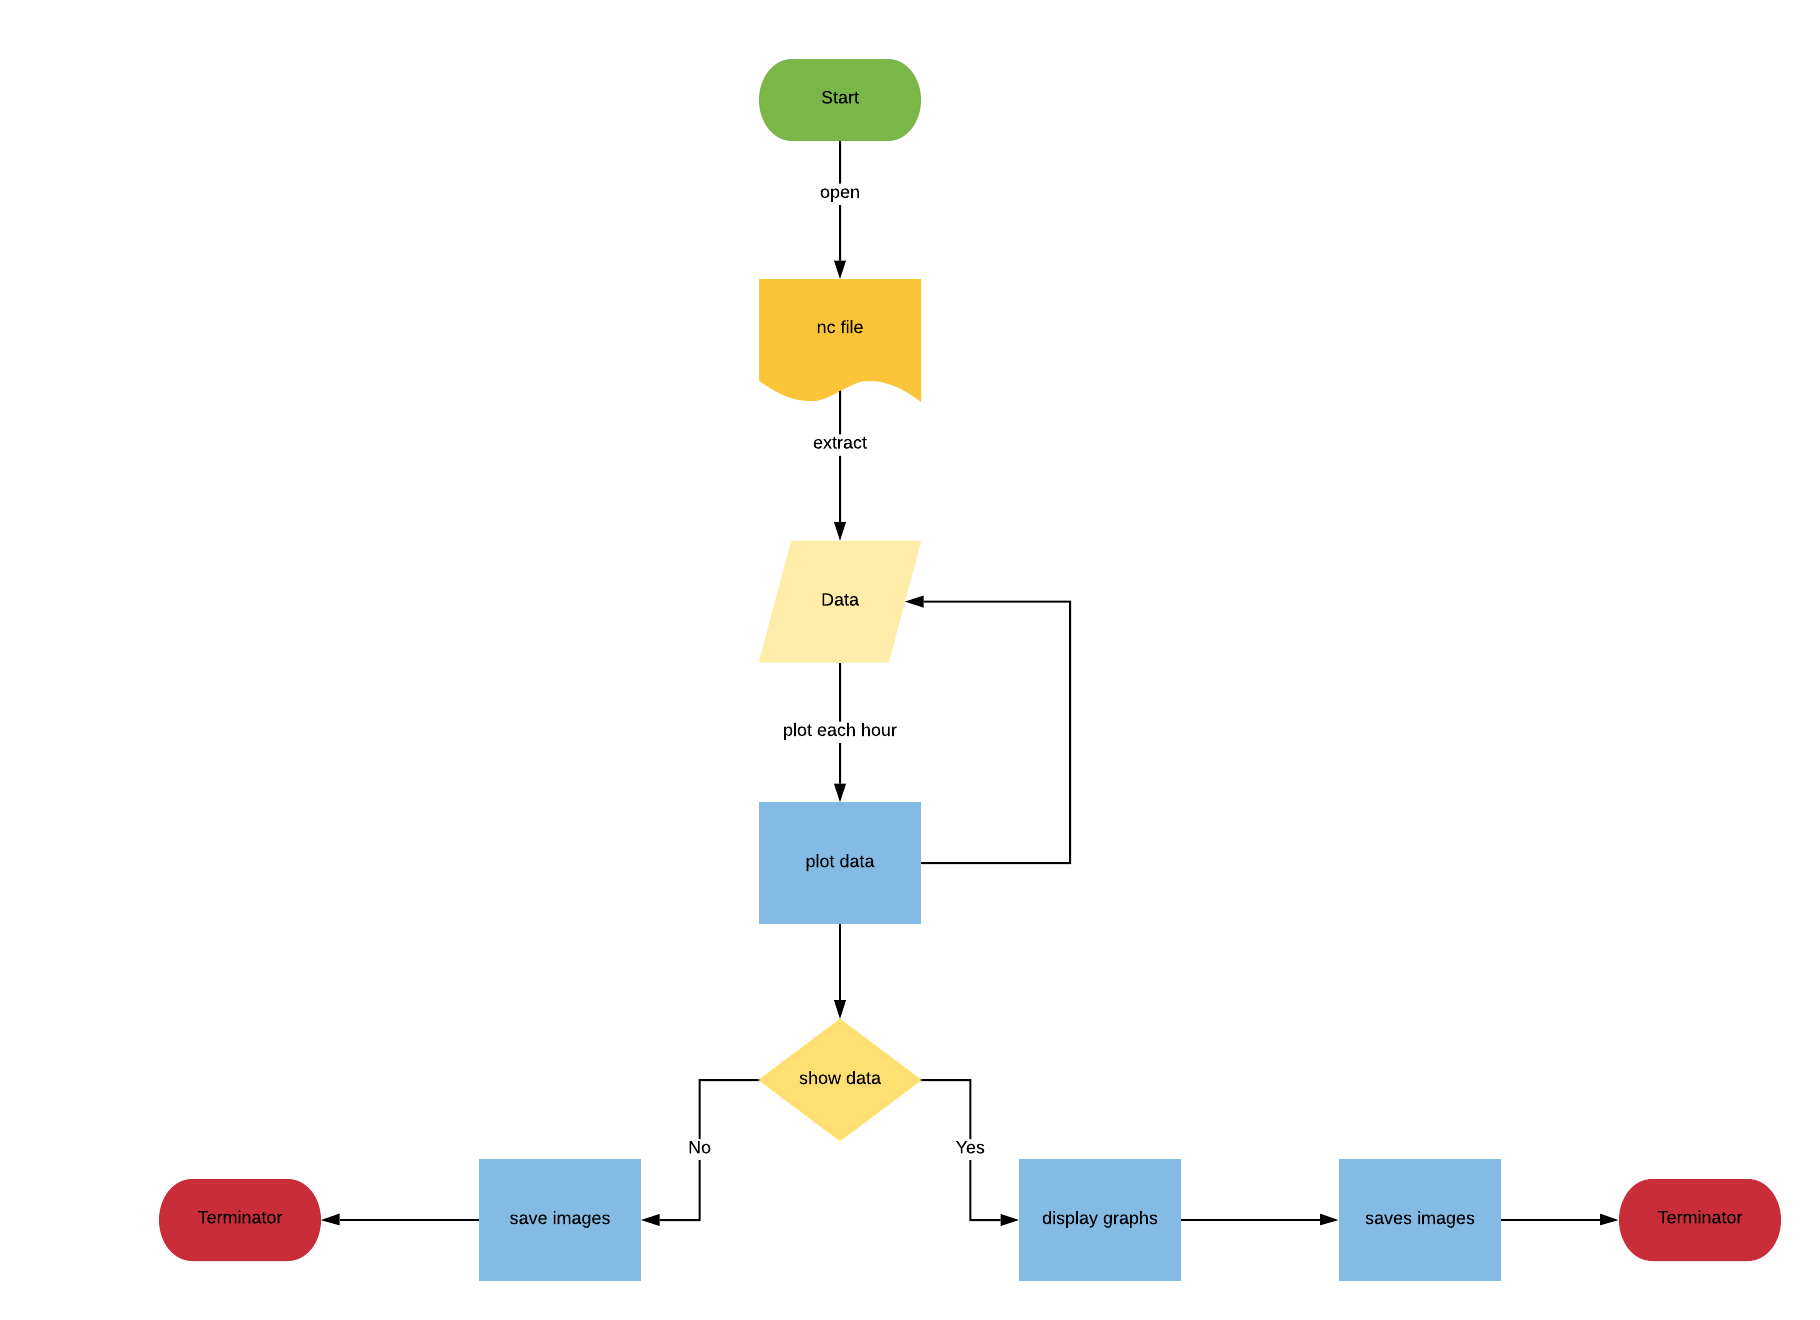 Start
open
nc file
extract
Data
plot each hour
plot data
show data
No
Yes
Terminator
save images
display graphs
saves images
Terminator